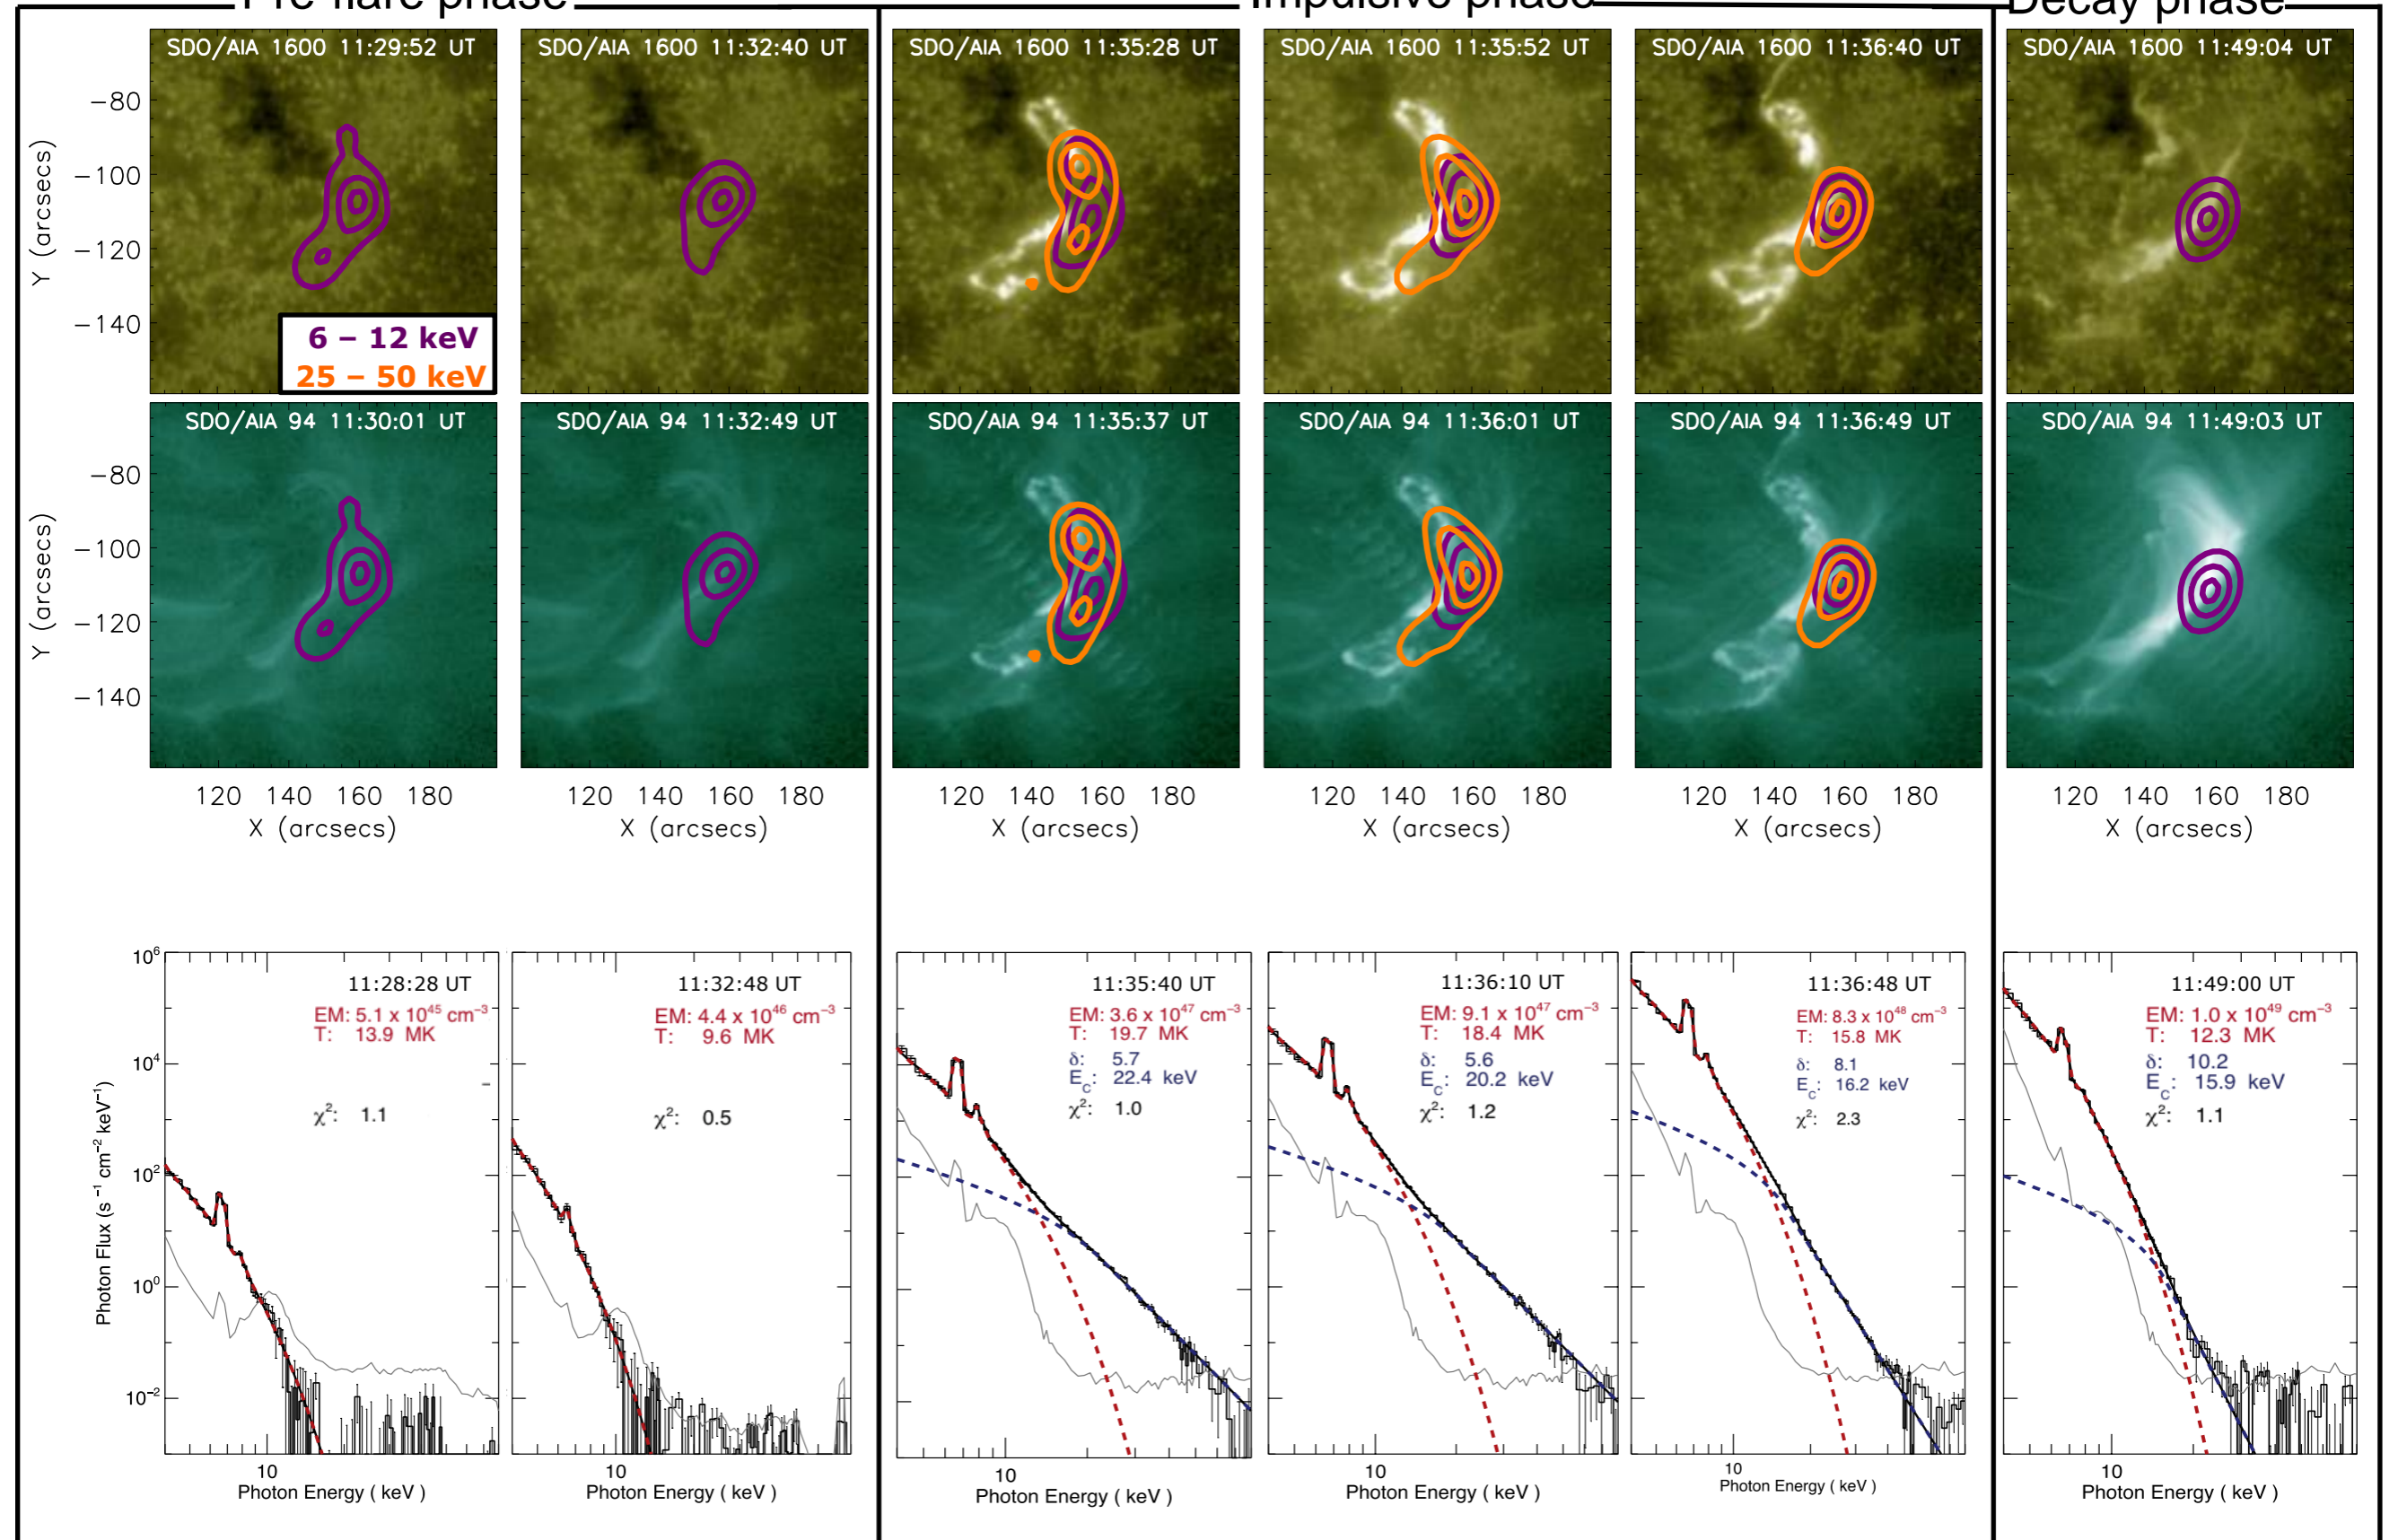 Pre-flare phase
Impulsive phase
Decay phase
SDO/AIA 1600 11:29:52 UT
SDO/AIA 1600 11:32:40 UT
SDO/AIA 1600 11:35:28 UT
SDO/AIA 1600 11:35:52 UT
SDO/AIA 1600 11:36:40 UT
SDO/AIA 1600 11:49:04 UT
Y (arcsecs)
−80
−100
−120
−140
6 – 12 keV
25 – 50 keV
SDO/AIA 94 11:30:01 UT
SDO/AIA 94 11:32:49 UT
SDO/AIA 94 11:35:37 UT
SDO/AIA 94 11:36:01 UT
SDO/AIA 94 11:36:49 UT
SDO/AIA 94 11:49:03 UT
Y (arcsecs)
−80
−100
−120
−140
120 140 160 180
X (arcsecs)
120 140 160 180
X (arcsecs)
120 140 160 180
X (arcsecs)
120 140 160 180
X (arcsecs)
120 140 160 180
X (arcsecs)
120 140 160 180
X (arcsecs)
Photon Flux (s⁻¹ cm⁻² keV⁻¹)
10⁶
10⁴
10²
10⁰
10⁻²
11:28:28 UT
EM: 5.1 x 10⁴⁵ cm⁻³
T: 13.9 MK
χ²: 1.1
10
Photon Energy ( keV )
11:32:48 UT
EM: 4.4 x 10⁴⁶ cm⁻³
T: 9.6 MK
χ²: 0.5
10
Photon Energy ( keV )
11:35:40 UT
EM: 3.6 x 10⁴⁷ cm⁻³
T: 19.7 MK
δ: 5.7
E_C: 22.4 keV
χ²: 1.0
10
Photon Energy ( keV )
11:36:10 UT
EM: 9.1 x 10⁴⁷ cm⁻³
T: 18.4 MK
δ: 5.6
E_C: 20.2 keV
χ²: 1.2
10
Photon Energy ( keV )
11:36:48 UT
EM: 8.3 x 10⁴⁸ cm⁻³
T: 15.8 MK
δ: 8.1
E_C: 16.2 keV
χ²: 2.3
10
Photon Energy ( keV )
11:49:00 UT
EM: 1.0 x 10⁴⁹ cm⁻³
T: 12.3 MK
δ: 10.2
E_C: 15.9 keV
χ²: 1.1
10
Photon Energy ( keV )